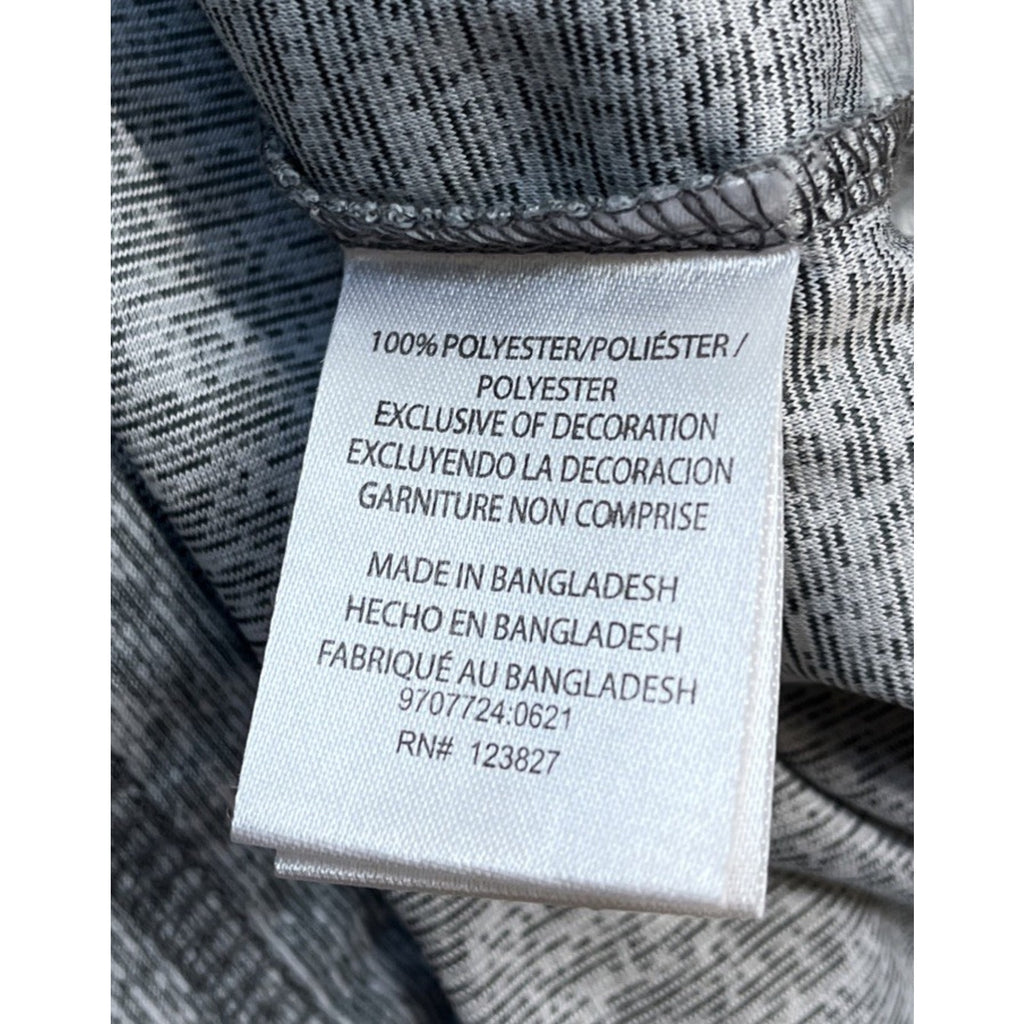 100% POLYESTER/POLIÉSTER /
POLYESTER
EXCLUSIVE OF DECORATION
EXCLUYENDO LA DECORACION
GARNITURE NON COMPRISE
MADE IN BANGLADESH
HECHO EN BANGLADESH
FABRIQUÉ AU BANGLADESH
9707724:0621
RN# 123827